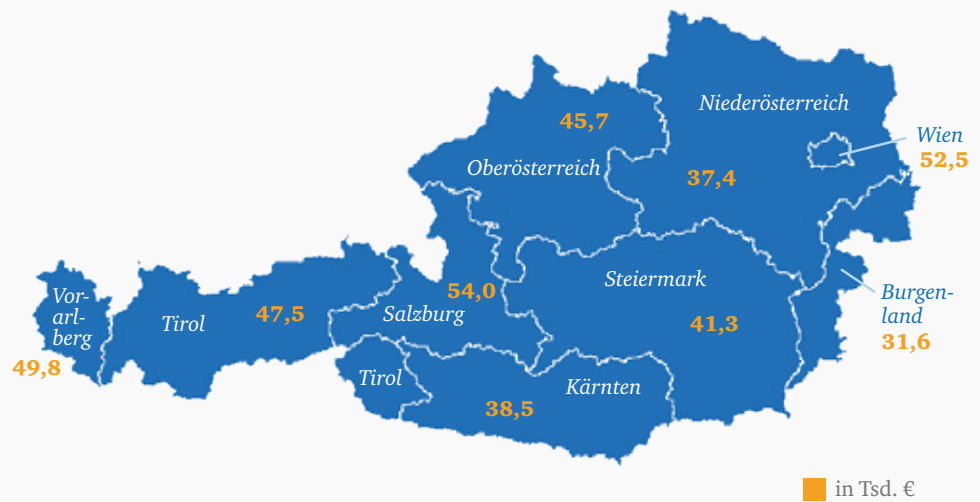 Niederösterreich
45,7
Wien
52,5
Oberösterreich
37,4
Steiermark
54,0
Burgen-
land
31,6
Vor-
arl-
berg
49,8
Tirol
47,5
Salzburg
41,3
Tirol
38,5
Kärnten
in Tsd. €